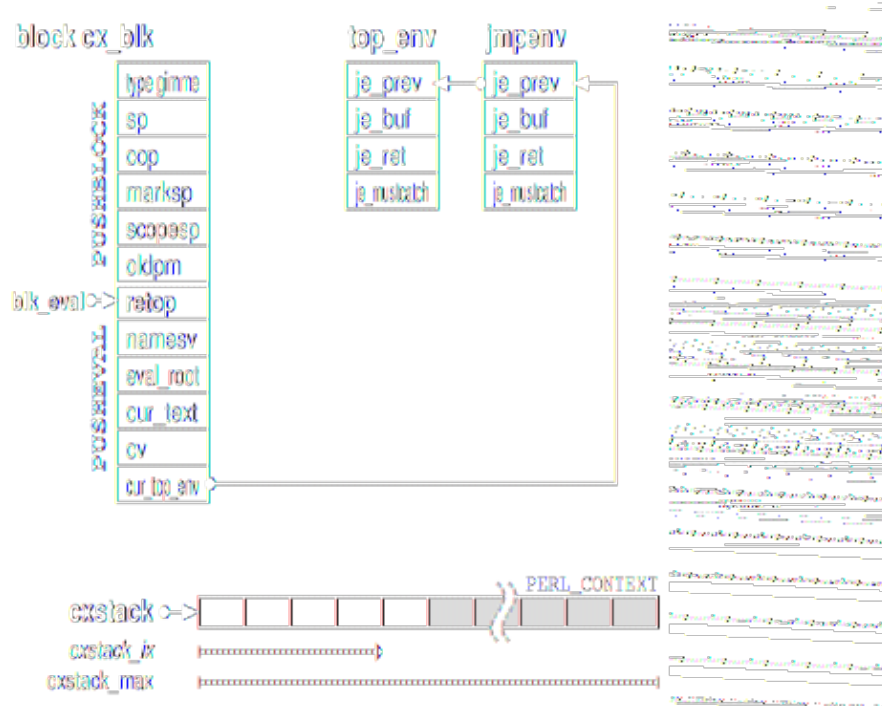 block cx_blk
top_env
jmpenv
type gimme
je_prev
je_prev
sp
je_buf
je_buf
cop
je_ret
je_ret
marksp
je_mustcatch
je_mustcatch
scopesp
oldpm
PUSHBLOCK
blk_eval
retop
namesv
eval_root
cur_text
cv
cur_top_env
PUSHEVAL
PERL_CONTEXT
cxstack
cxstack_ix
cxstack_max